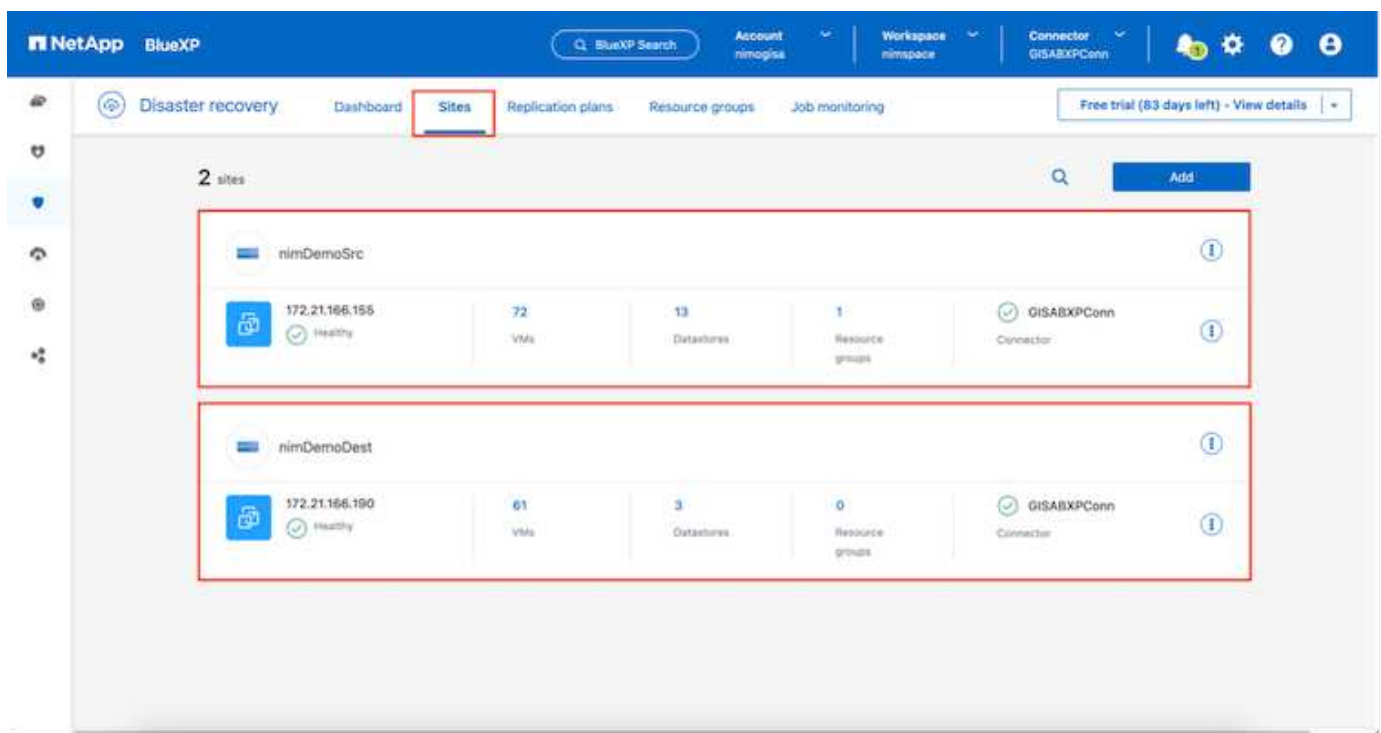 NetApp BlueXP
BlueXP Search
Account
nimogisa
Workspace
nimspace
Connector
GISABXPConn
1
Disaster recovery
Dashboard
Sites
Replication plans
Resource groups
Job monitoring
Free trial (83 days left) - View details
2 sites
Add
nimDemoSrc
172.21.166.155
Healthy
72
VMs
13
Datastores
1
Resource
groups
GISABXPConn
Connector
nimDemoDest
172.21.166.190
Healthy
61
VMs
3
Datastores
0
Resource
groups
GISABXPConn
Connector